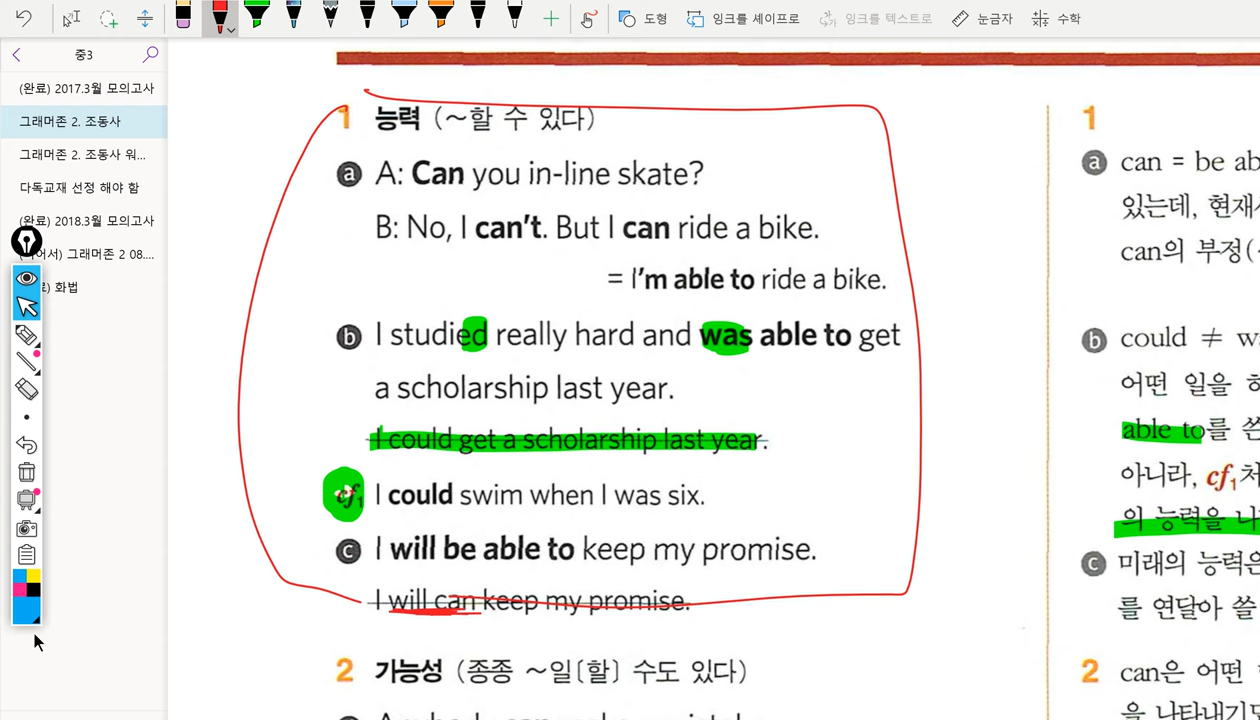 도형
잉크를 셰이프로
잉크를 텍스트로
눈금자
수학
중3
(완료) 2017.3월 모의고사
그래머존 2. 조동사
그래머존 2. 조동사 워...
다독교재 선정 해야 함
(완료) 2018.3월 모의고사
어서) 그래머존 2 08....
) 화법
1 능력 (~할 수 있다)
a A: Can you in-line skate?
B: No, I can't. But I can ride a bike.
= I'm able to ride a bike.
b I studied really hard and was able to get
a scholarship last year.
I could get a scholarship last year.
cf1 I could swim when I was six.
c I will be able to keep my promise.
I will can keep my promise.
2 가능성 (종종 ~일[할] 수도 있다)
1
a can = be ab
있는데, 현재
can의 부정(
b could ≠ w
어떤 일을
able to를 쓴
아니라, cf1처
의 능력을 나
c 미래의 능력은
를 연달아 쓸
2 can은 어떤